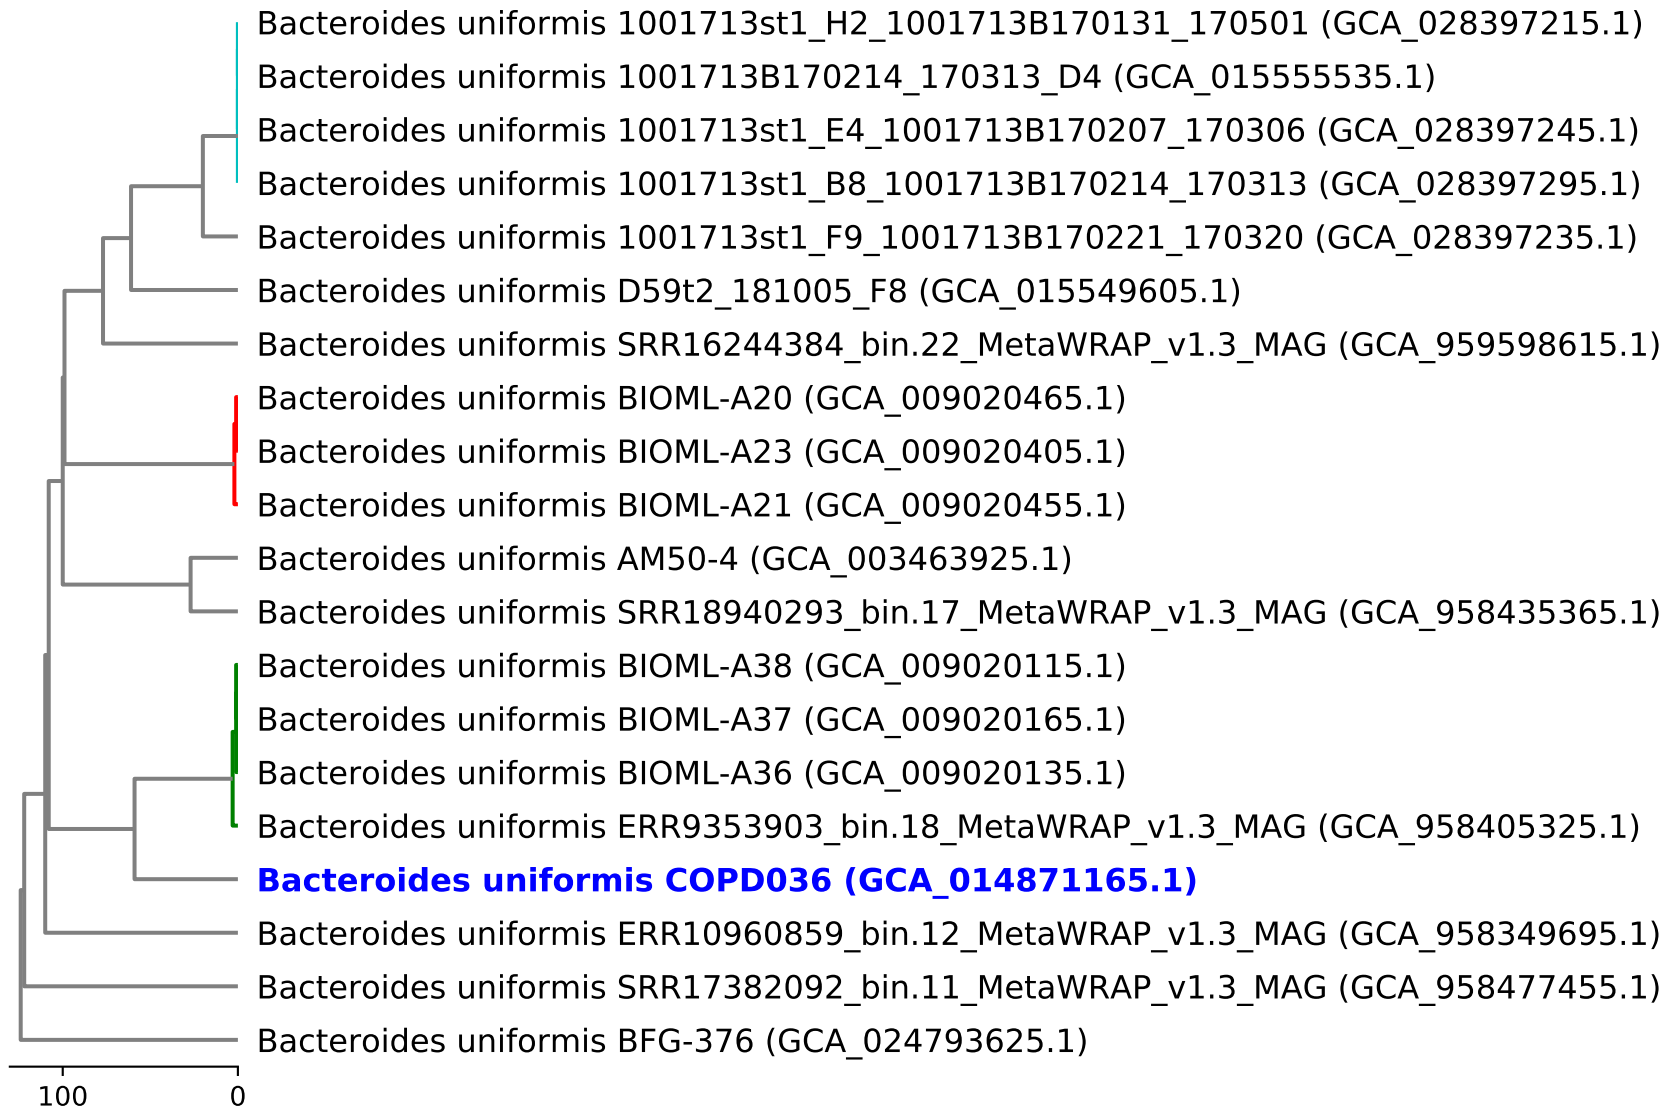 Bacteroides uniformis 1001713st1_H2_1001713B170131_170501 (GCA_028397215.1)
Bacteroides uniformis 1001713B170214_170313_D4 (GCA_015555535.1)
Bacteroides uniformis 1001713st1_E4_1001713B170207_170306 (GCA_028397245.1)
Bacteroides uniformis 1001713st1_B8_1001713B170214_170313 (GCA_028397295.1)
Bacteroides uniformis 1001713st1_F9_1001713B170221_170320 (GCA_028397235.1)
Bacteroides uniformis D59t2_181005_F8 (GCA_015549605.1)
Bacteroides uniformis SRR16244384_bin.22_MetaWRAP_v1.3_MAG (GCA_959598615.1)
Bacteroides uniformis BIOML-A20 (GCA_009020465.1)
Bacteroides uniformis BIOML-A23 (GCA_009020405.1)
Bacteroides uniformis BIOML-A21 (GCA_009020455.1)
Bacteroides uniformis AM50-4 (GCA_003463925.1)
Bacteroides uniformis SRR18940293_bin.17_MetaWRAP_v1.3_MAG (GCA_958435365.1)
Bacteroides uniformis BIOML-A38 (GCA_009020115.1)
Bacteroides uniformis BIOML-A37 (GCA_009020165.1)
Bacteroides uniformis BIOML-A36 (GCA_009020135.1)
Bacteroides uniformis ERR9353903_bin.18_MetaWRAP_v1.3_MAG (GCA_958405325.1)
Bacteroides uniformis COPD036 (GCA_014871165.1)
Bacteroides uniformis ERR10960859_bin.12_MetaWRAP_v1.3_MAG (GCA_958349695.1)
Bacteroides uniformis SRR17382092_bin.11_MetaWRAP_v1.3_MAG (GCA_958477455.1)
Bacteroides uniformis BFG-376 (GCA_024793625.1)
100 0